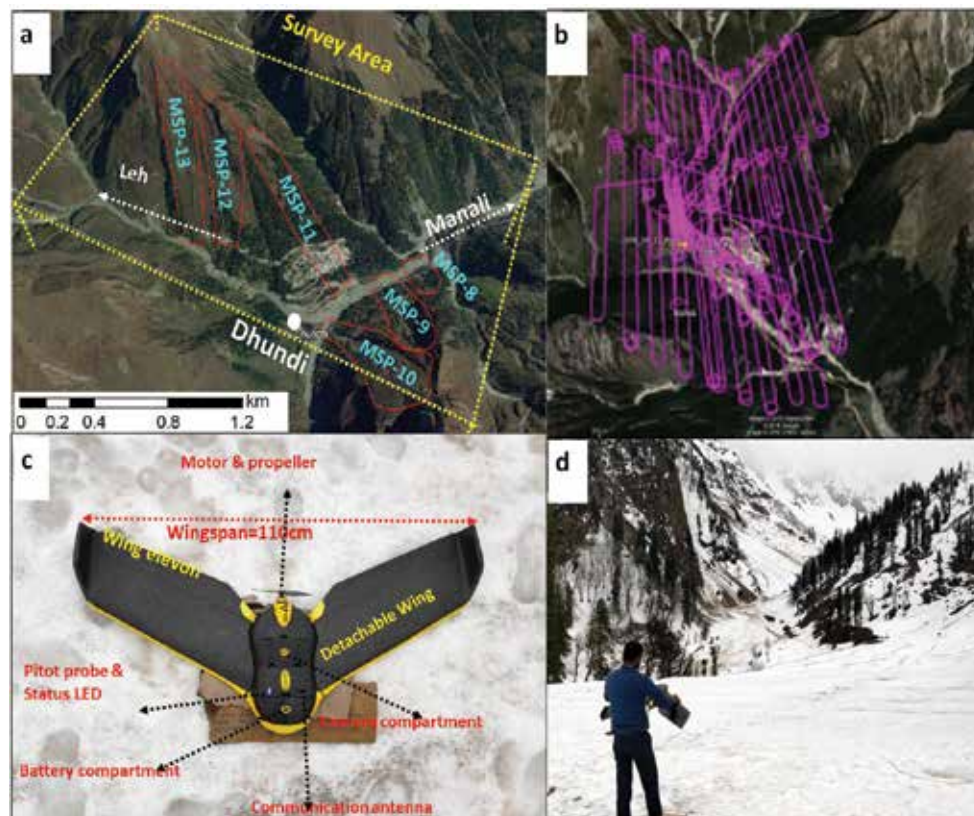 a
Survey Area
MSP-13
MSP-12
MSP-11
Leh
Manali
MSP-8
MSP-9
MSP-10
Dhundi
km
0 0.2 0.4 0.8 1.2
b
c
Motor & propeller
Wingspan=110cm
Wing elevon
Detachable Wing
Pitot probe &
Status LED
Camera compartment
Battery compartment
Communication antenna
d